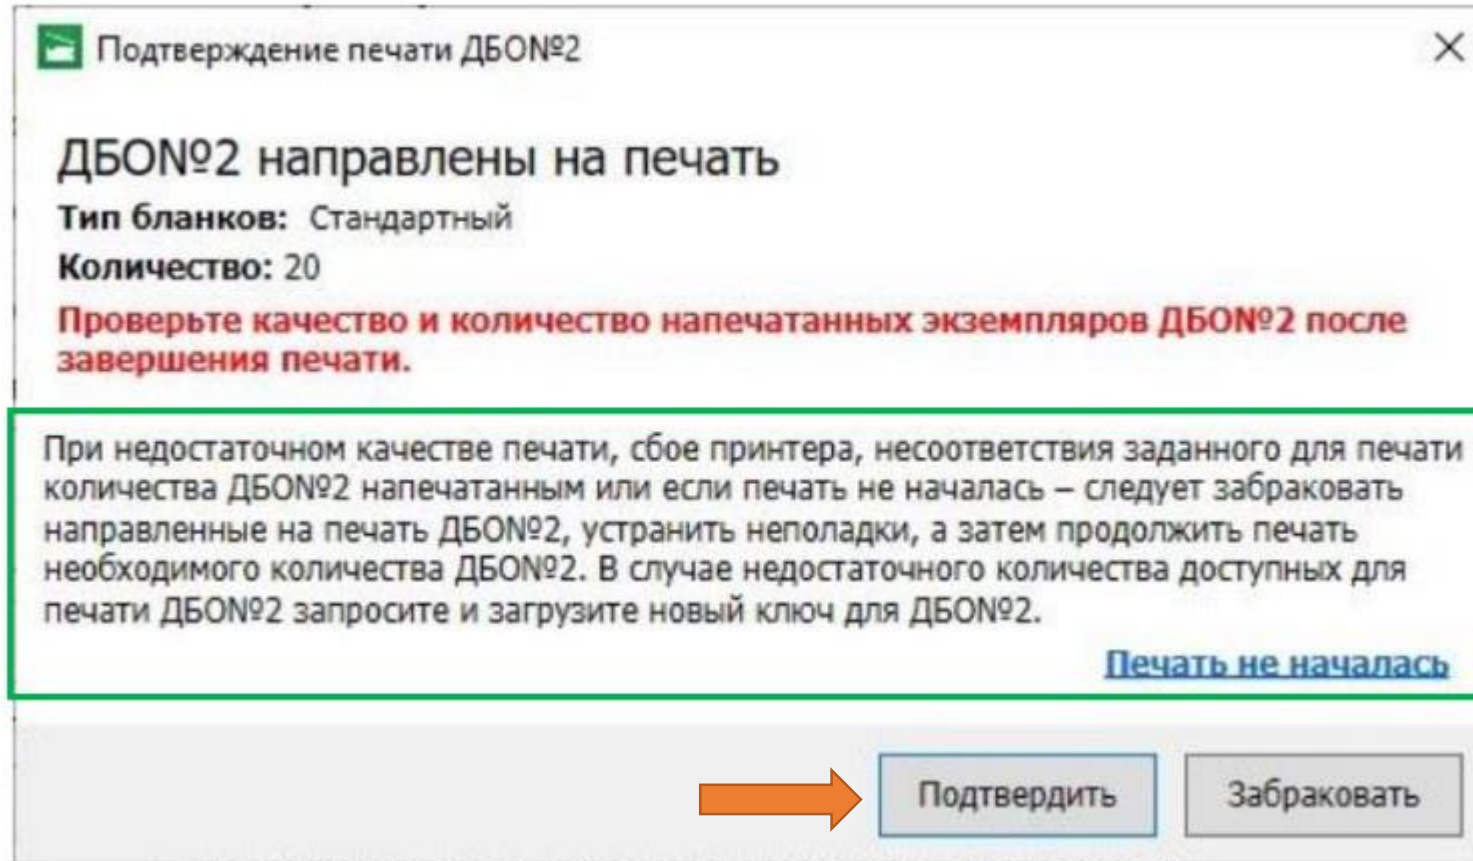 Подтверждение печати ДБО№2
ДБО№2 направлены на печать
Тип бланков: Стандартный
Количество: 20
Проверьте качество и количество напечатанных экземпляров ДБО№2 после
завершения печати.
При недостаточном качестве печати, сбое принтера, несоответствия заданного для печати
количества ДБО№2 напечатанным или если печать не началась – следует забраковать
направленные на печать ДБО№2, устранить неполадки, а затем продолжить печать
необходимого количества ДБО№2. В случае недостаточного количества доступных для
печати ДБО№2 запросите и загрузите новый ключ для ДБО№2.
Печать не началась
Подтвердить
Забраковать